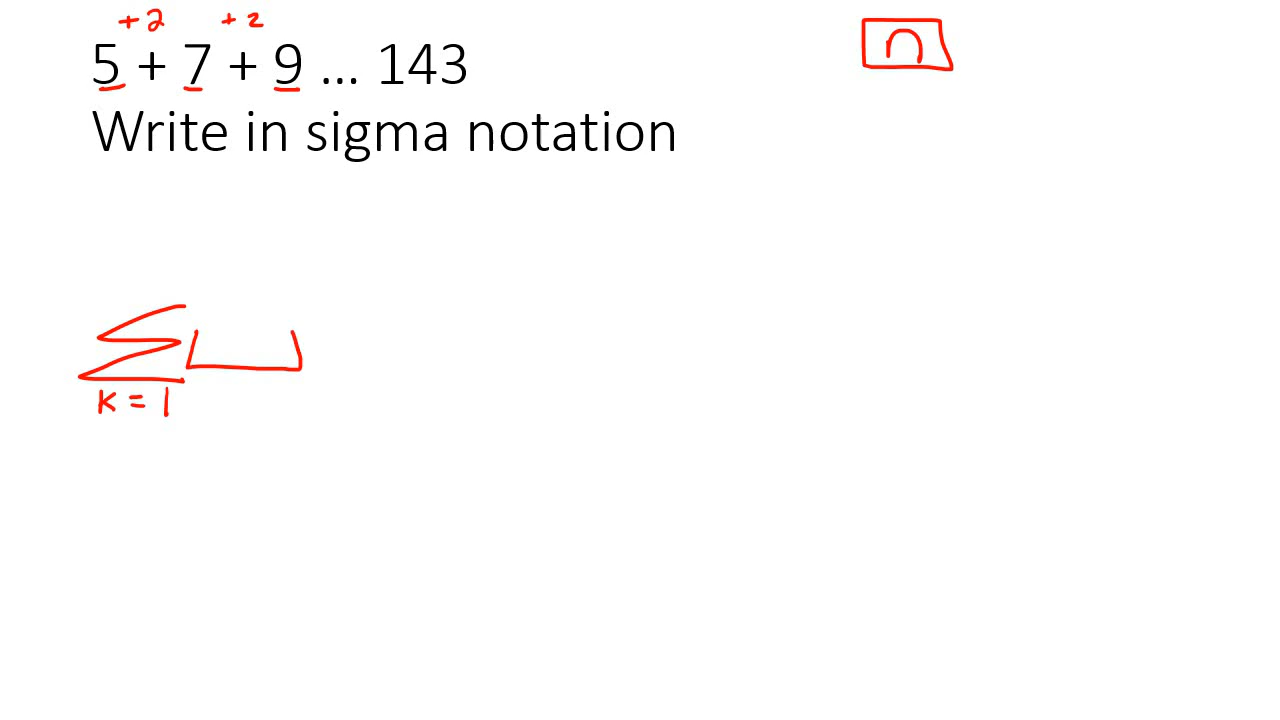 +2 +2
5 + 7 + 9 ... 143
n
Write in sigma notation
Σ
K = 1